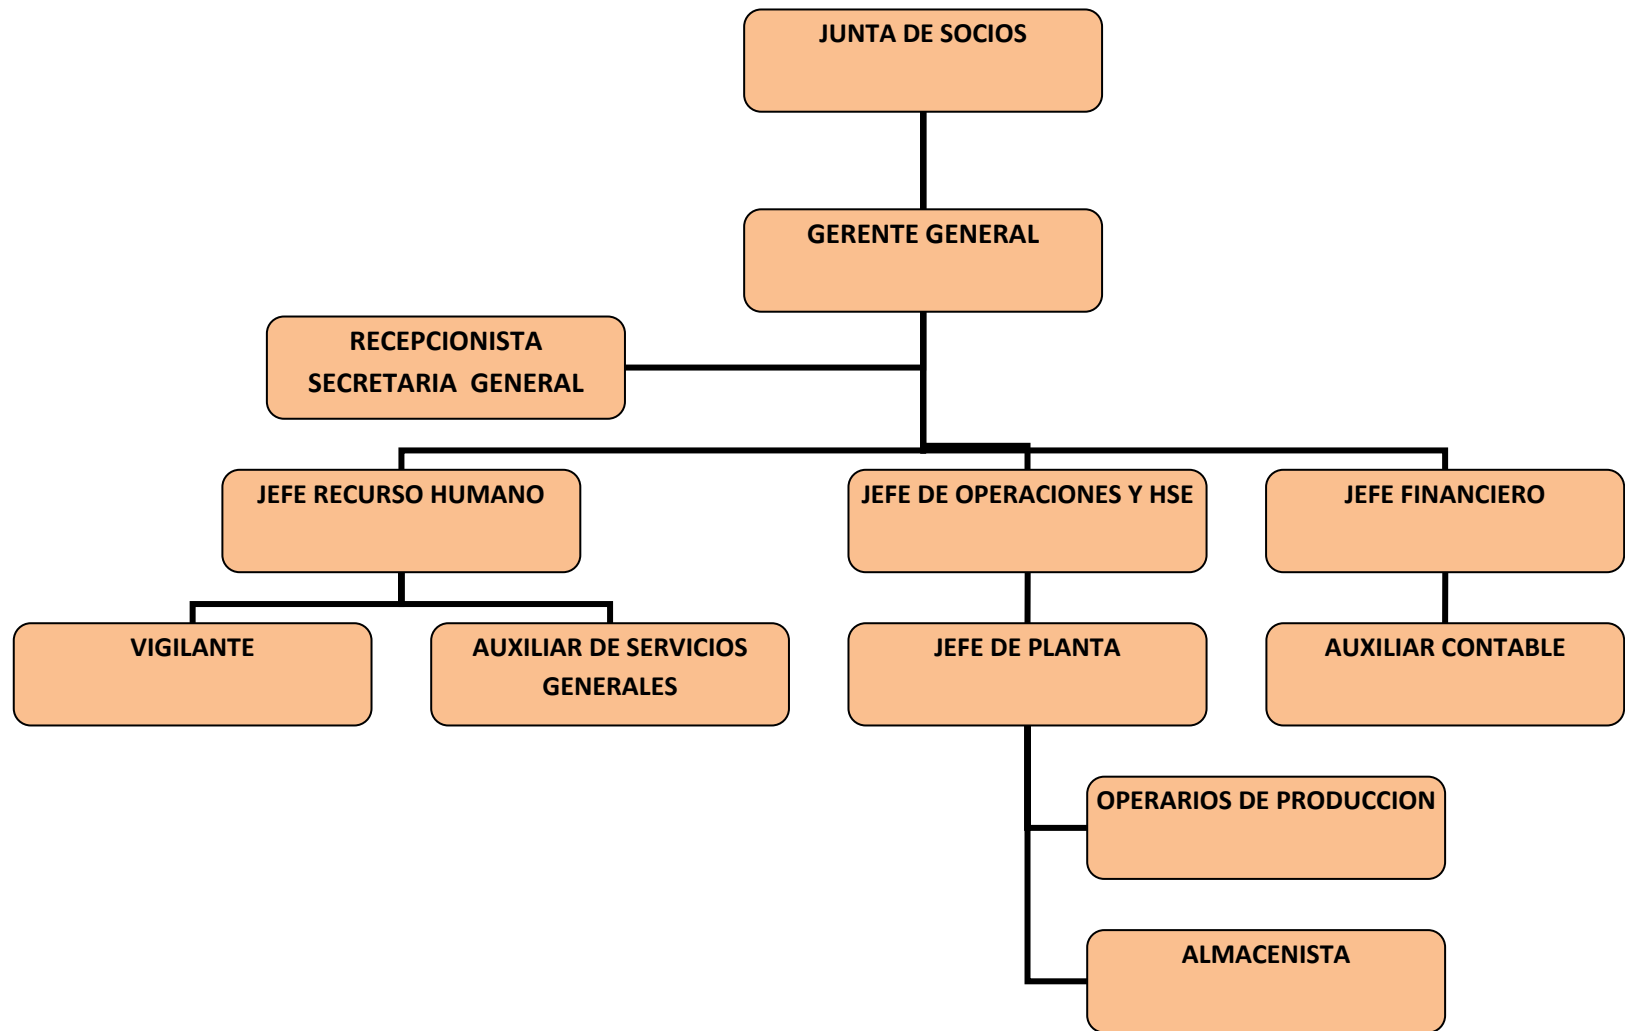 JUNTA DE SOCIOS
GERENTE GENERAL
RECEPCIONISTA
SECRETARIA GENERAL
JEFE RECURSO HUMANO
JEFE DE OPERACIONES Y HSE
JEFE FINANCIERO
VIGILANTE
AUXILIAR DE SERVICIOS
GENERALES
JEFE DE PLANTA
AUXILIAR CONTABLE
OPERARIOS DE PRODUCCION
ALMACENISTA